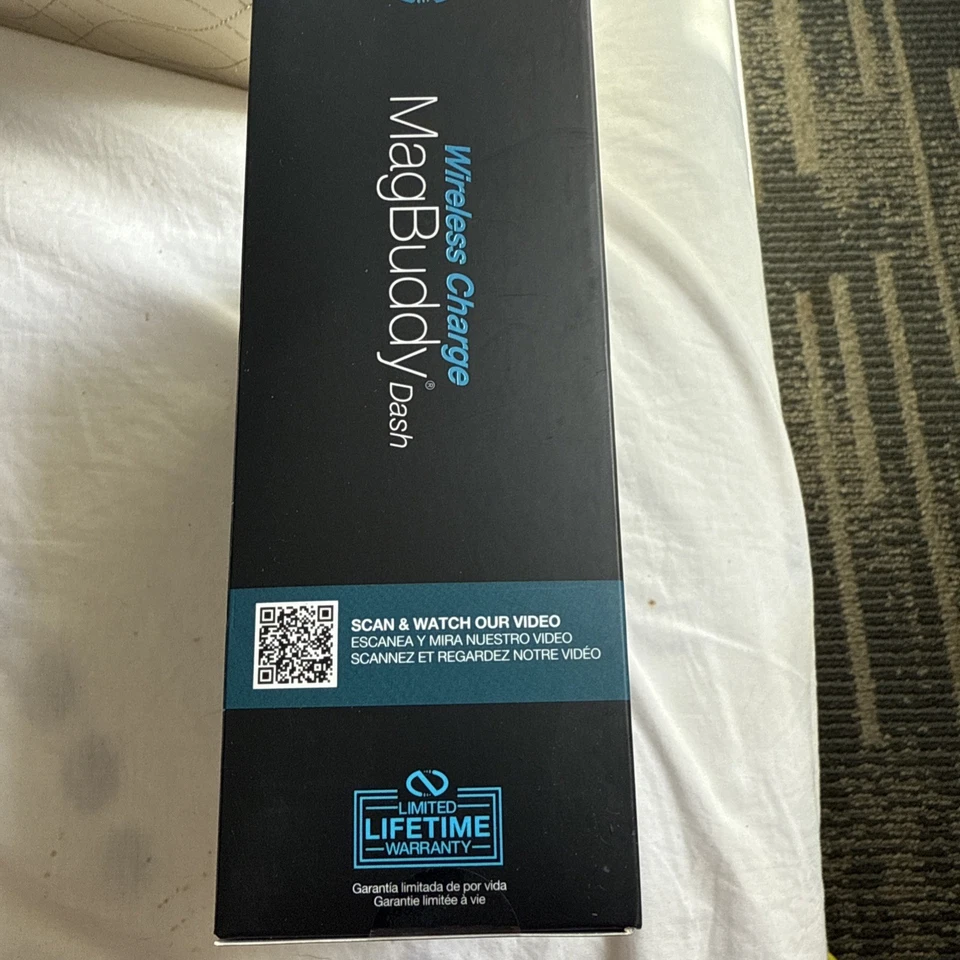 Wireless Charge
MagBuddy® Dash
SCAN & WATCH OUR VIDEO
ESCANEA Y MIRA NUESTRO VIDEO
SCANNEZ ET REGARDEZ NOTRE VIDÉO
LIMITED
LIFETIME
WARRANTY
Garantía limitada de por vida
Garantie limitée à vie